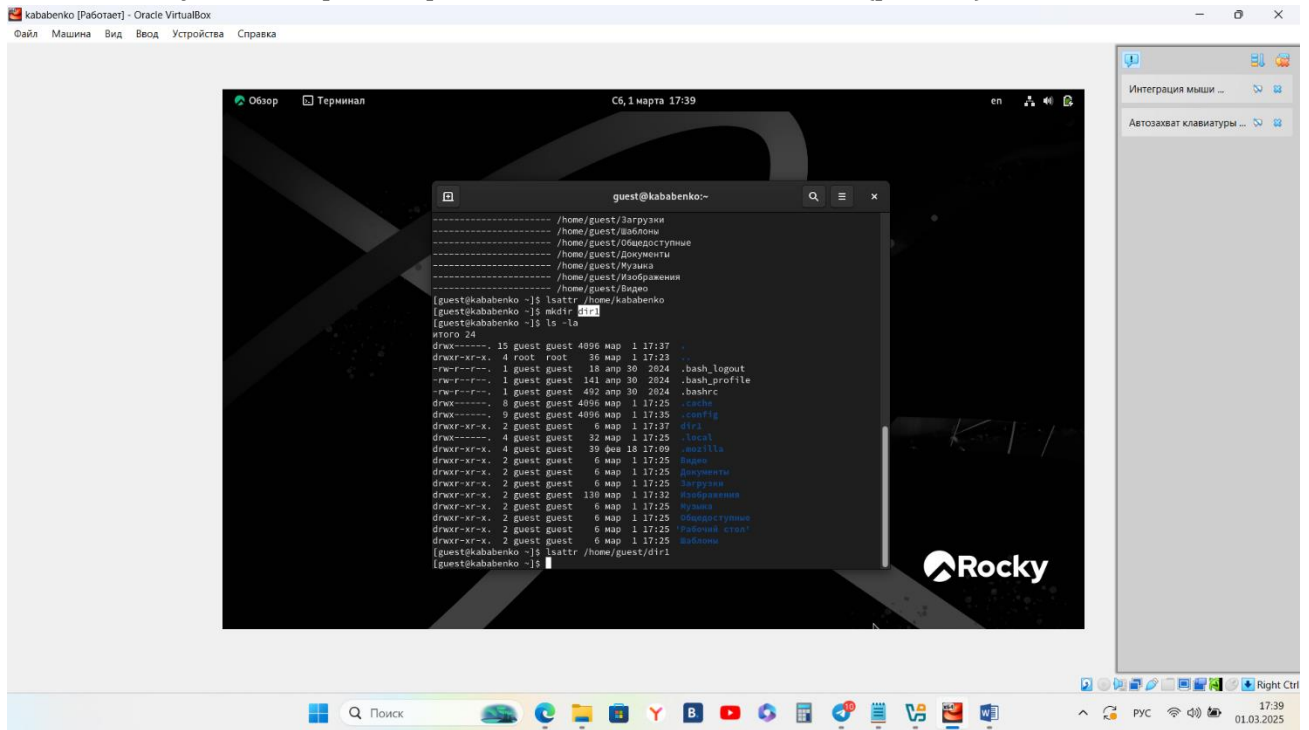 kababenko [Работает] - Oracle VirtualBox
Файл Машина Вид Ввод Устройства Справка
Интеграция мыши ...
Автозахват клавиатуры ...
Обзор Терминал Сб, 1 марта 17:39 en
guest@kababenko:~
---------------------- /home/guest/Загрузки
---------------------- /home/guest/Шаблоны
---------------------- /home/guest/Общедоступные
---------------------- /home/guest/Документы
---------------------- /home/guest/Музыка
---------------------- /home/guest/Изображения
---------------------- /home/guest/Видео
[guest@kababenko ~]$ lsattr /home/kababenko
[guest@kababenko ~]$ mkdir dir1
[guest@kababenko ~]$ ls -la
итого 24
drwx------. 15 guest guest 4096 мар 1 17:37 .
drwxr-xr-x. 4 root root 36 мар 1 17:23 ..
-rw-r--r--. 1 guest guest 18 апр 30 2024 .bash_logout
-rw-r--r--. 1 guest guest 141 апр 30 2024 .bash_profile
-rw-r--r--. 1 guest guest 492 апр 30 2024 .bashrc
drwx------. 8 guest guest 4096 мар 1 17:25 .cache
drwx------. 9 guest guest 4096 мар 1 17:35 .config
drwxr-xr-x. 2 guest guest 6 мар 1 17:37 dir1
drwx------. 4 guest guest 32 мар 1 17:25 .local
drwxr-xr-x. 4 guest guest 39 фев 18 17:09 .mozilla
drwxr-xr-x. 2 guest guest 6 мар 1 17:25 Видео
drwxr-xr-x. 2 guest guest 6 мар 1 17:25 Документы
drwxr-xr-x. 2 guest guest 6 мар 1 17:25 Загрузки
drwxr-xr-x. 2 guest guest 130 мар 1 17:32 Изображения
drwxr-xr-x. 2 guest guest 6 мар 1 17:25 Музыка
drwxr-xr-x. 2 guest guest 6 мар 1 17:25 Общедоступные
drwxr-xr-x. 2 guest guest 6 мар 1 17:25 'Рабочий стол'
drwxr-xr-x. 2 guest guest 6 мар 1 17:25 Шаблоны
[guest@kababenko ~]$ lsattr /home/guest/dir1
[guest@kababenko ~]$
Rocky
Right Ctrl
Поиск
РУС
17:39
01.03.2025